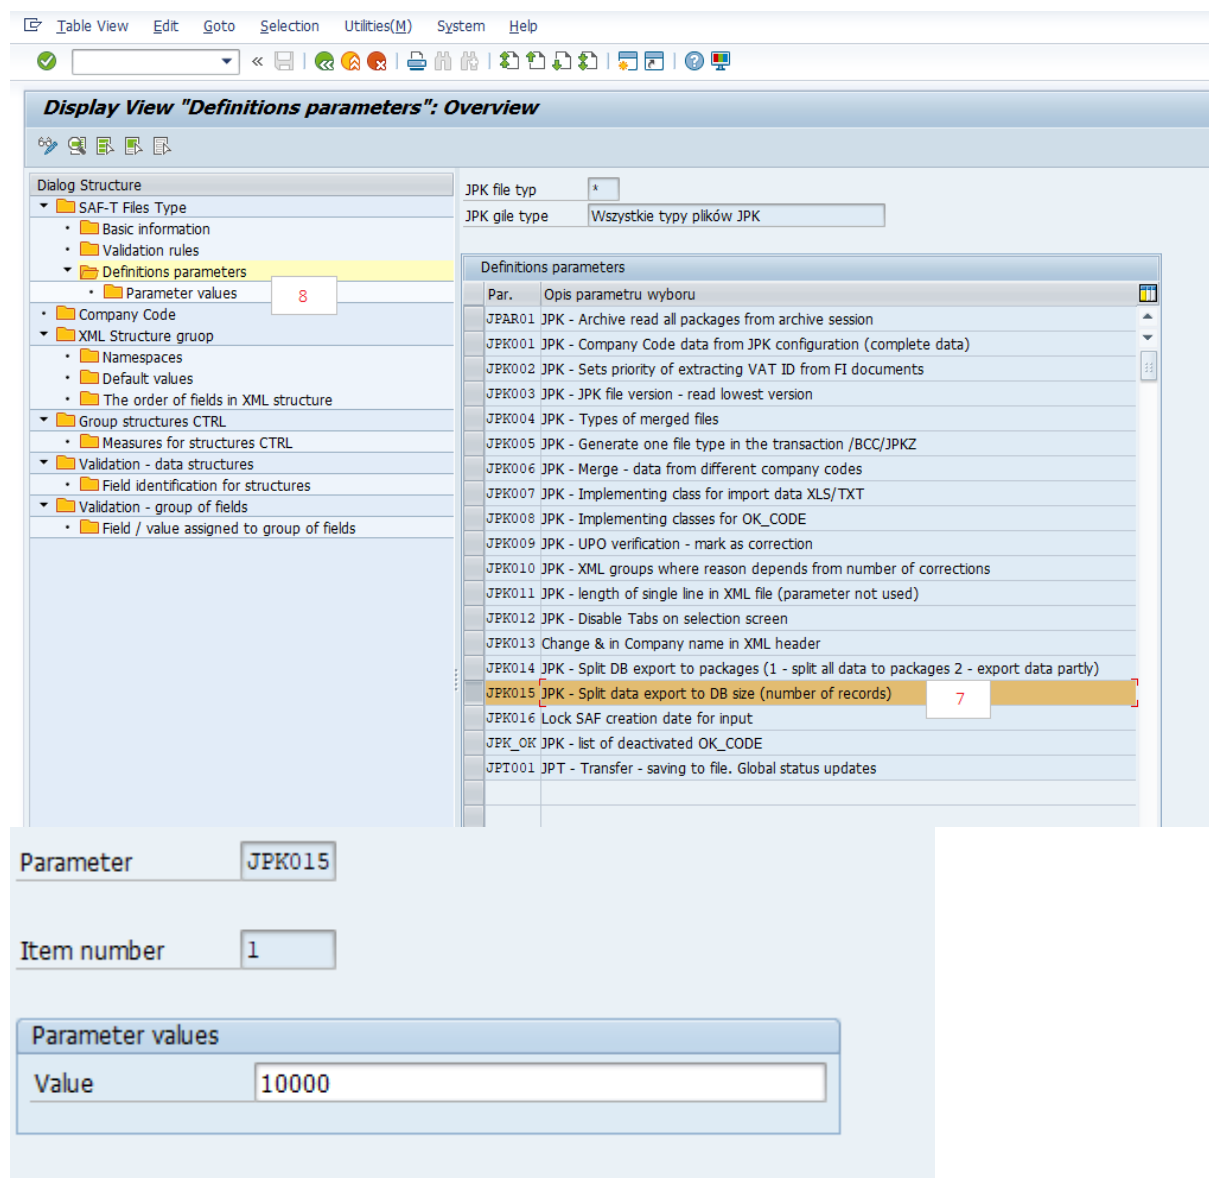 Table View Edit Goto Selection Utilities(M) System Help
Display View "Definitions parameters": Overview
Dialog Structure
SAF-T Files Type
Basic information
Validation rules
Definitions parameters
Parameter values
8
Company Code
XML Structure gruop
Namespaces
Default values
The order of fields in XML structure
Group structures CTRL
Measures for structures CTRL
Validation - data structures
Field identification for structures
Validation - group of fields
Field / value assigned to group of fields
JPK file typ *
JPK gile type Wszystkie typy plików JPK
Definitions parameters
Par. Opis parametru wyboru
JPAR01 JPK - Archive read all packages from archive session
JPK001 JPK - Company Code data from JPK configuration (complete data)
JPK002 JPK - Sets priority of extracting VAT ID from FI documents
JPK003 JPK - JPK file version - read lowest version
JPK004 JPK - Types of merged files
JPK005 JPK - Generate one file type in the transaction /BCC/JPKZ
JPK006 JPK - Merge - data from different company codes
JPK007 JPK - Implementing class for import data XLS/TXT
JPK008 JPK - Implementing classes for OK_CODE
JPK009 JPK - UPO verification - mark as correction
JPK010 JPK - XML groups where reason depends from number of corrections
JPK011 JPK - length of single line in XML file (parameter not used)
JPK012 JPK - Disable Tabs on selection screen
JPK013 Change & in Company name in XML header
JPK014 JPK - Split DB export to packages (1 - split all data to packages 2 - export data partly)
JPK015 JPK - Split data export to DB size (number of records) 7
JPK016 Lock SAF creation date for input
JPK_OK JPK - list of deactivated OK_CODE
JPT001 JPT - Transfer - saving to file. Global status updates
Parameter JPK015
Item number 1
Parameter values
Value 10000